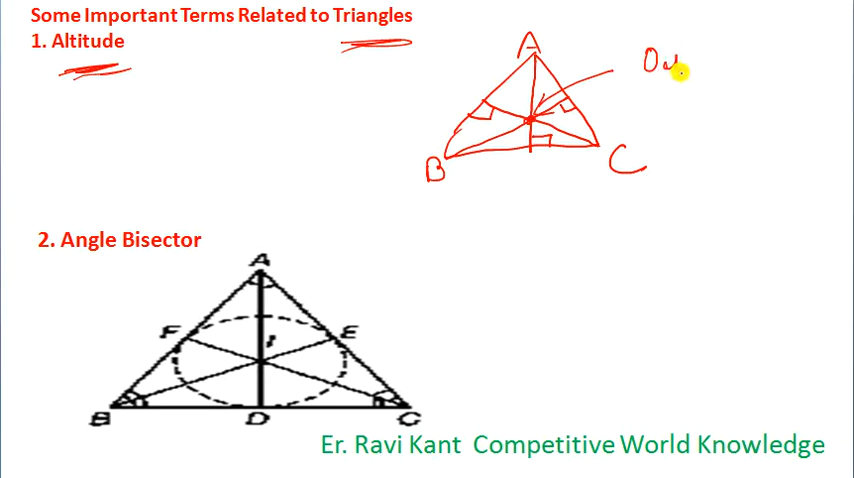 Some Important Terms Related to Triangles
1. Altitude
A
B
C
2. Angle Bisector
A
F
I
E
B
D
C
Er. Ravi Kant Competitive World Knowledge